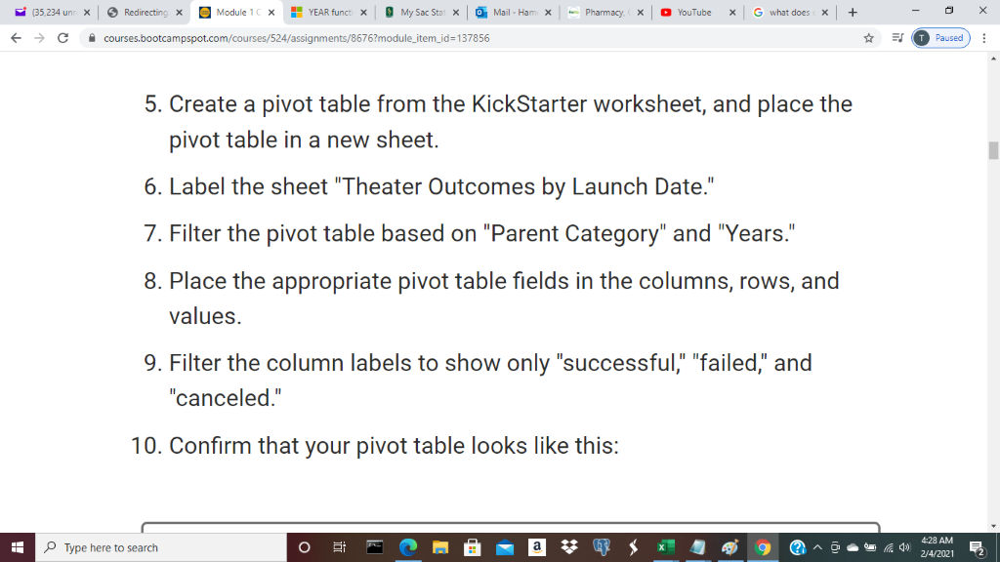 (35,234 unr
Redirecting
Module 1 C
YEAR functi
My Sac Stat
Mail - Ham
Pharmacy,
YouTube
what does
courses.bootcampspot.com/courses/524/assignments/8676?module_item_id=137856
T Paused
5. Create a pivot table from the KickStarter worksheet, and place the
pivot table in a new sheet.
6. Label the sheet "Theater Outcomes by Launch Date."
7. Filter the pivot table based on "Parent Category" and "Years."
8. Place the appropriate pivot table fields in the columns, rows, and
values.
9. Filter the column labels to show only "successful," "failed," and
"canceled."
10. Confirm that your pivot table looks like this:
Type here to search
4:28 AM
2/4/2021
2